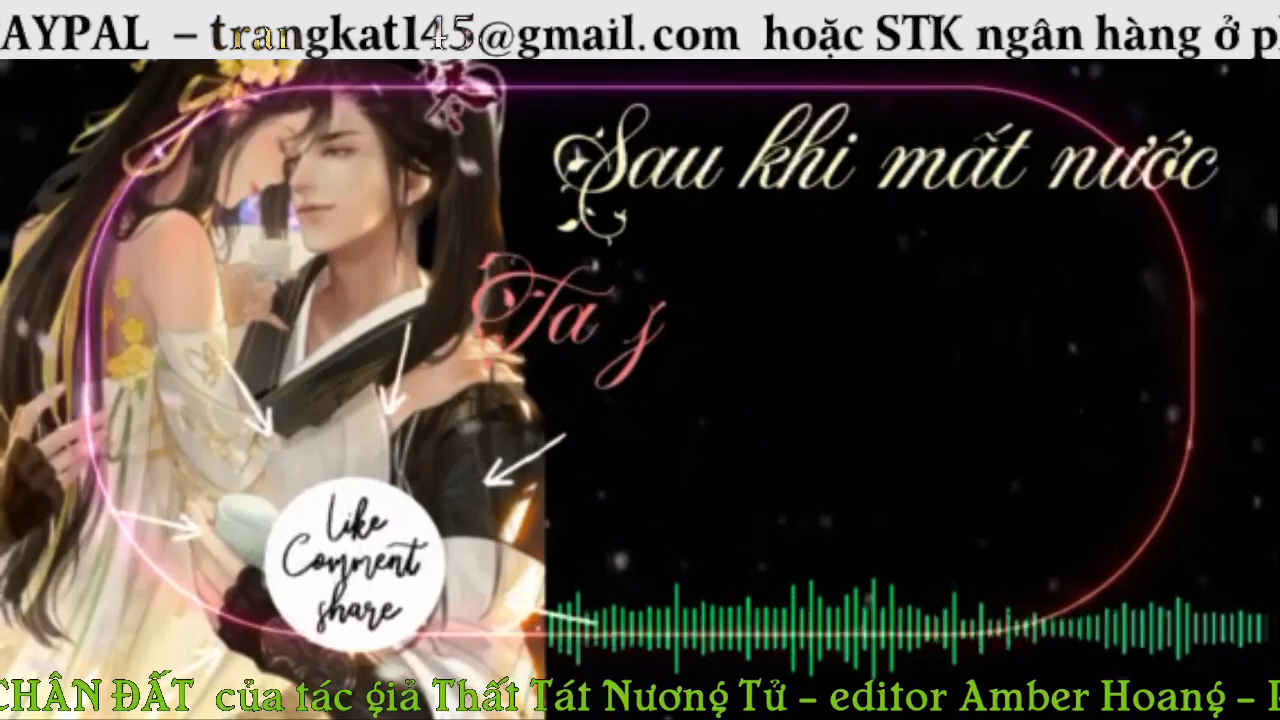 AYPAL – trangkat145@gmail.com hoặc STK ngân hàng ở p
Sau khi mất nước
Ta s
like
Comment
share
CHÂN ĐẤT của tác giả Thất Tát Nương Tử – editor Amber Hoang –